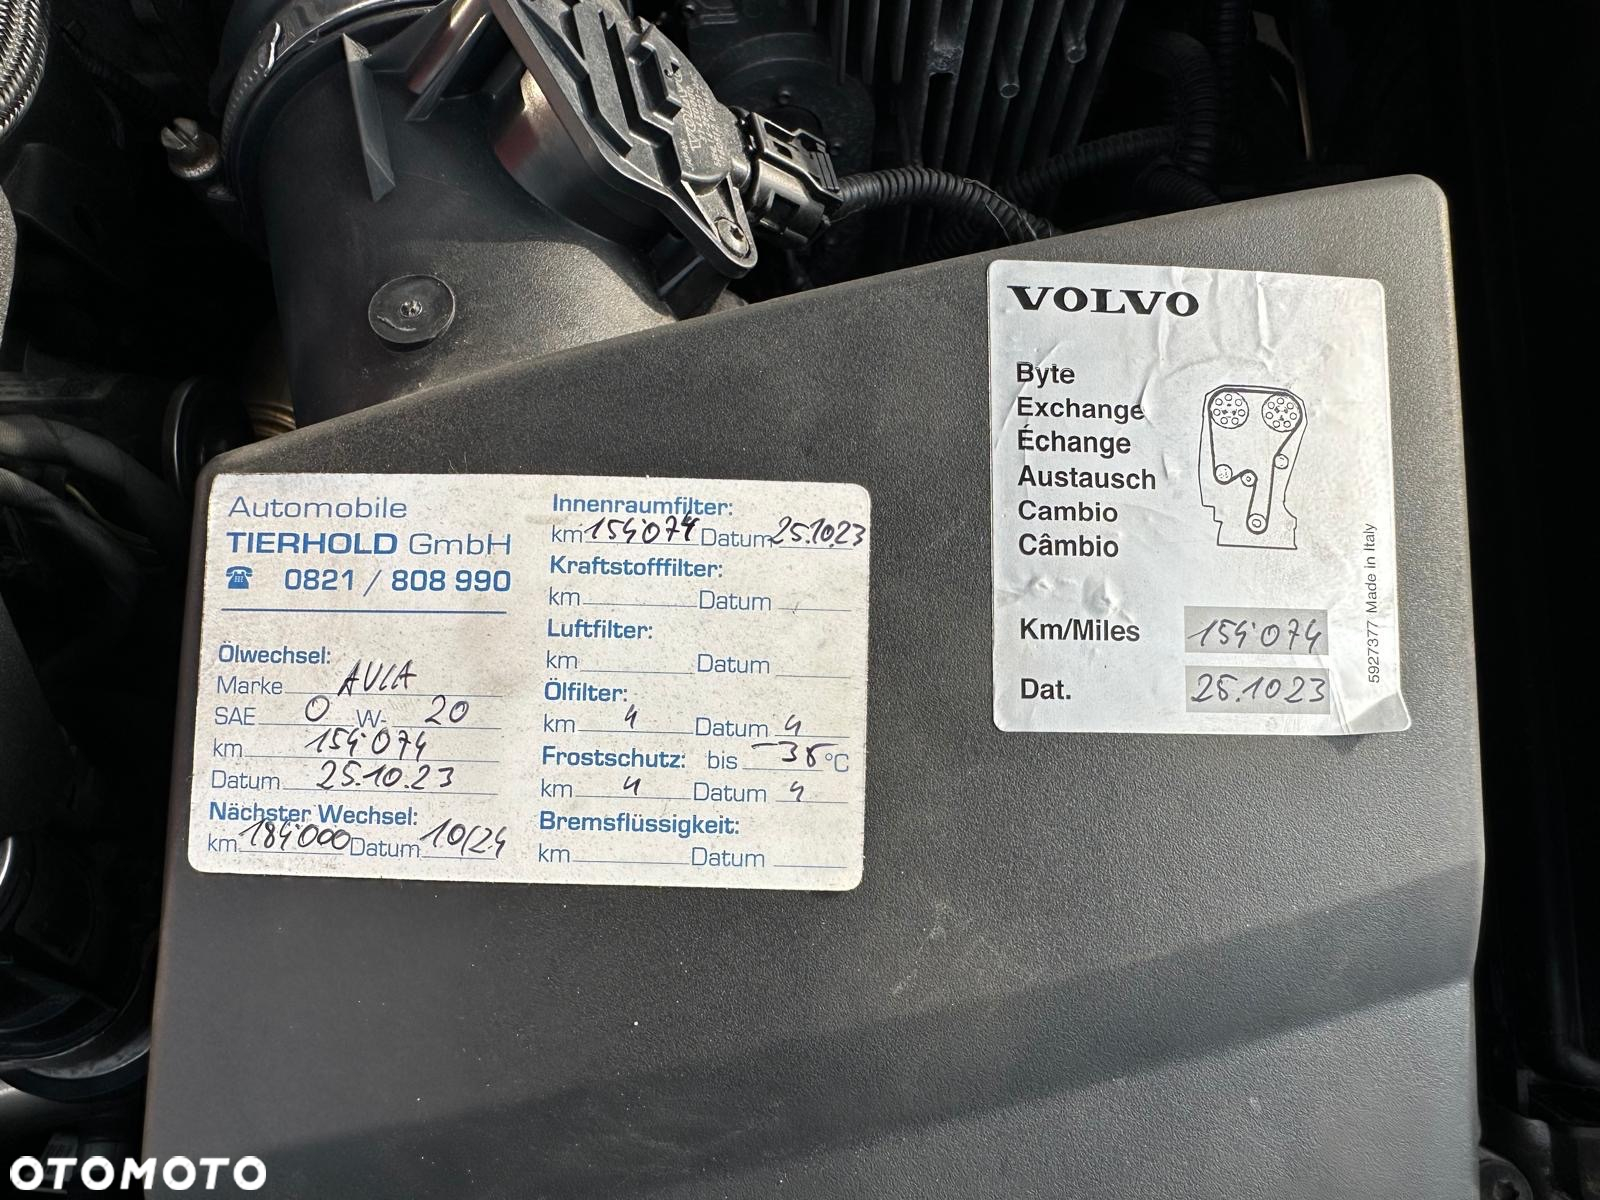 VOLVO
Byte
Exchange
Échange
Austausch
Cambio
Câmbio
Km/Miles 154'074
Dat. 25.10.23
5927377 Made in Italy
Automobile
TIERHOLD GmbH
☎ 0821 / 808 990
Ölwechsel:
Marke AVIA
SAE 0 W- 20
km 154'074
Datum 25.10.23
Nächster Wechsel:
km 184'000 Datum 10/24
Innenraumfilter:
km 154'074 Datum 25.10.23
Kraftstofffilter:
km Datum
Luftfilter:
km Datum
Ölfilter:
km 4 Datum 4
Frostschutz: bis -35 °C
km 4 Datum 4
Bremsflüssigkeit:
km Datum
OTOMOTO